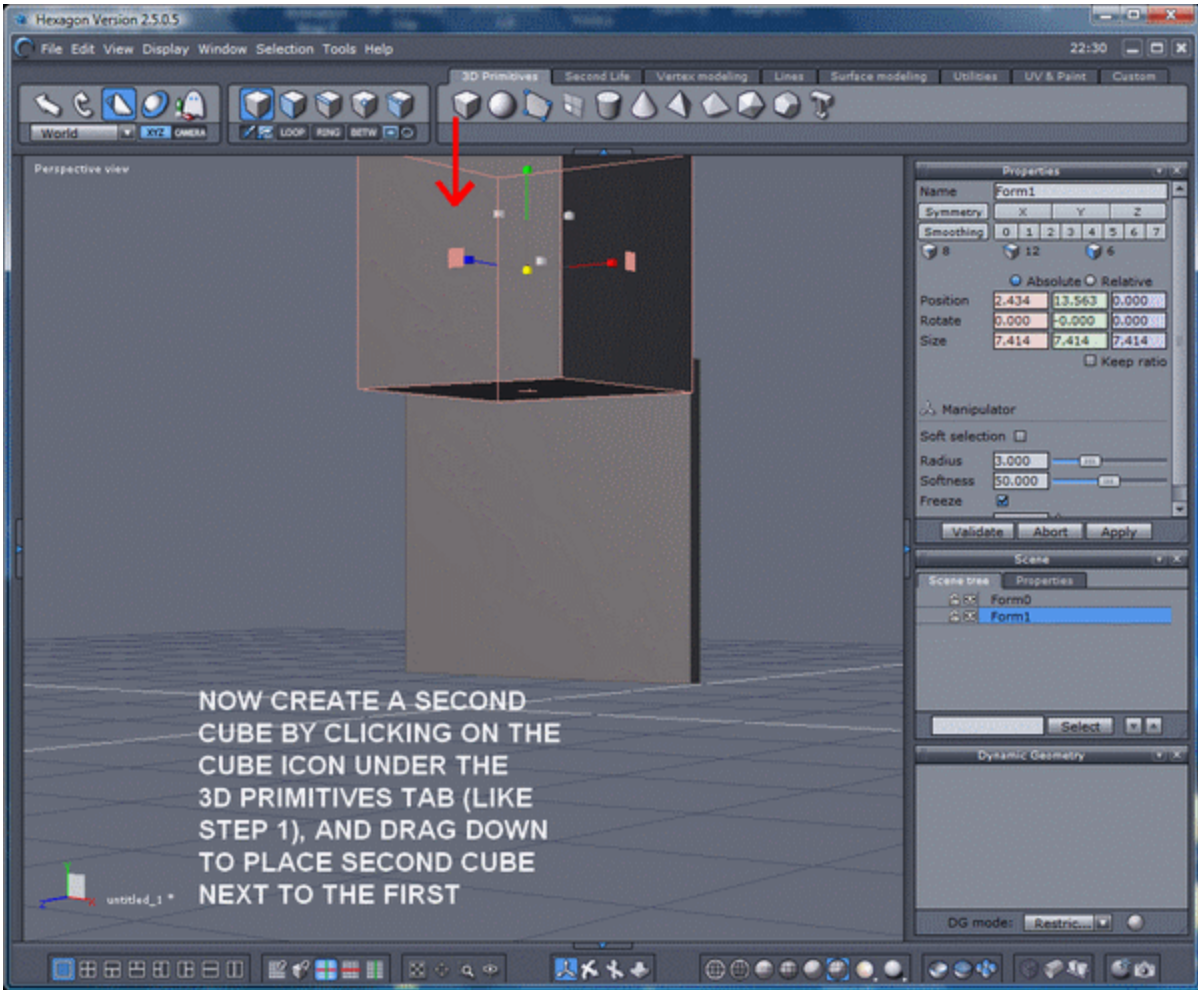 Hexagon Version 2.5.0.5
File Edit View Display Window Selection Tools Help
22:30
3D Primitives Second Life Vertex modeling Lines Surface modeling Utilities UV & Paint Custom
World XYZ CAMERA
LOOP RING BETW
Perspective view
Properties
Name Form1
Symmetry X Y Z
Smoothing 0 1 2 3 4 5 6 7
8 12 6
Absolute Relative
Position 2.434 13.563 0.000
Rotate 0.000 -0.000 0.000
Size 7.414 7.414 7.414
Keep ratio
Manipulator
Soft selection
Radius 3.000
Softness 50.000
Freeze
Validate Abort Apply
Scene
Scene tree Properties
Form0
Form1
Select
Dynamic Geometry
DG mode: Restric...
NOW CREATE A SECOND
CUBE BY CLICKING ON THE
CUBE ICON UNDER THE
3D PRIMITIVES TAB (LIKE
STEP 1), AND DRAG DOWN
TO PLACE SECOND CUBE
NEXT TO THE FIRST
Y
Z X
untitled_1 *